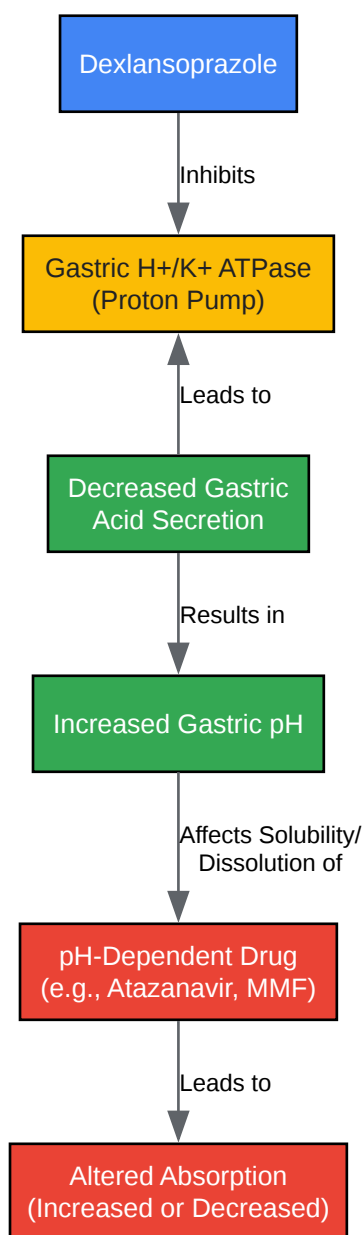 Dexlansoprazole
Inhibits
Gastric H+/K+ ATPase
(Proton Pump)
Leads to
Decreased Gastric
Acid Secretion
Results in
Increased Gastric pH
Affects Solubility/
Dissolution of
pH-Dependent Drug
(e.g., Atazanavir, MMF)
Leads to
Altered Absorption
(Increased or Decreased)